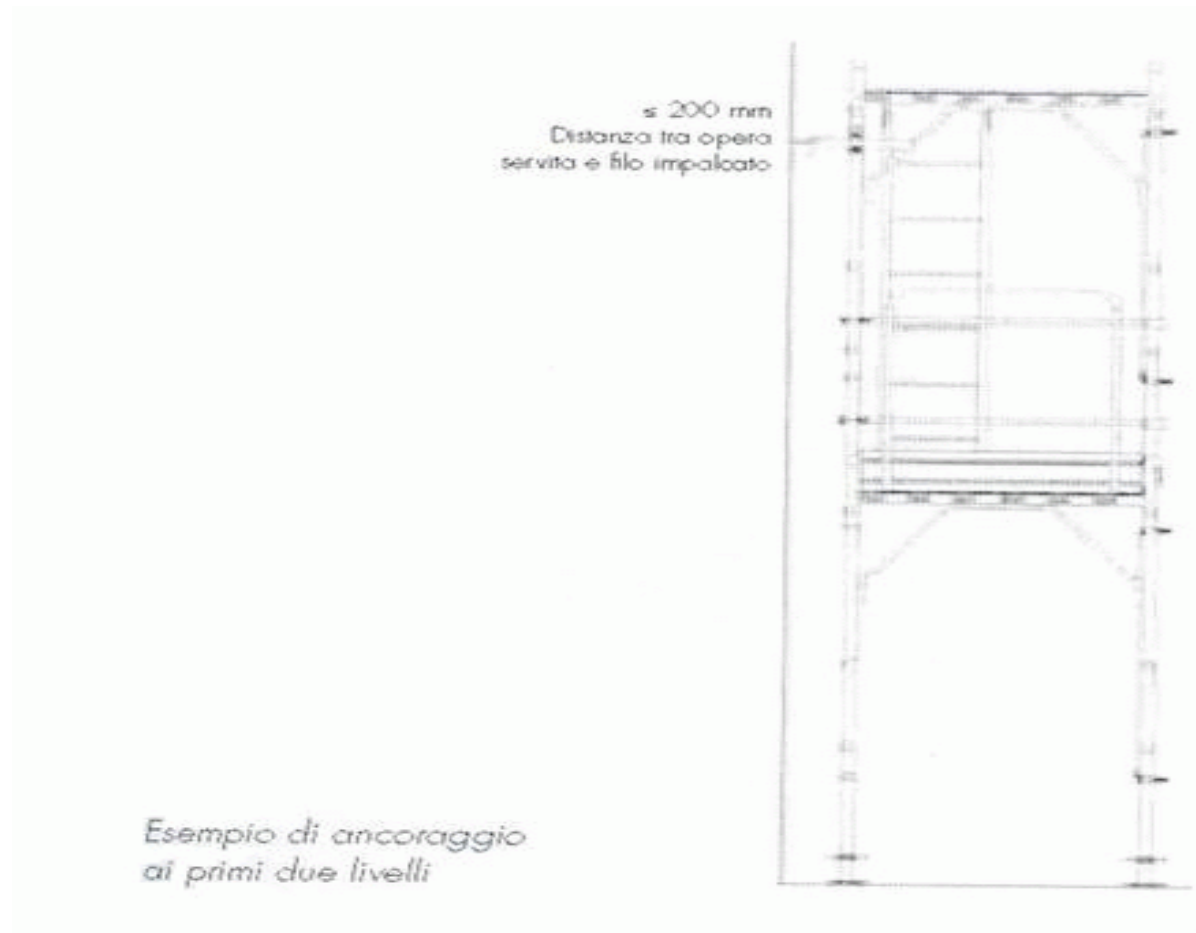 ≤ 200 mm
Distanza tra opera
servita e filo impalcato
Esempio di ancoraggio
ai primi due livelli